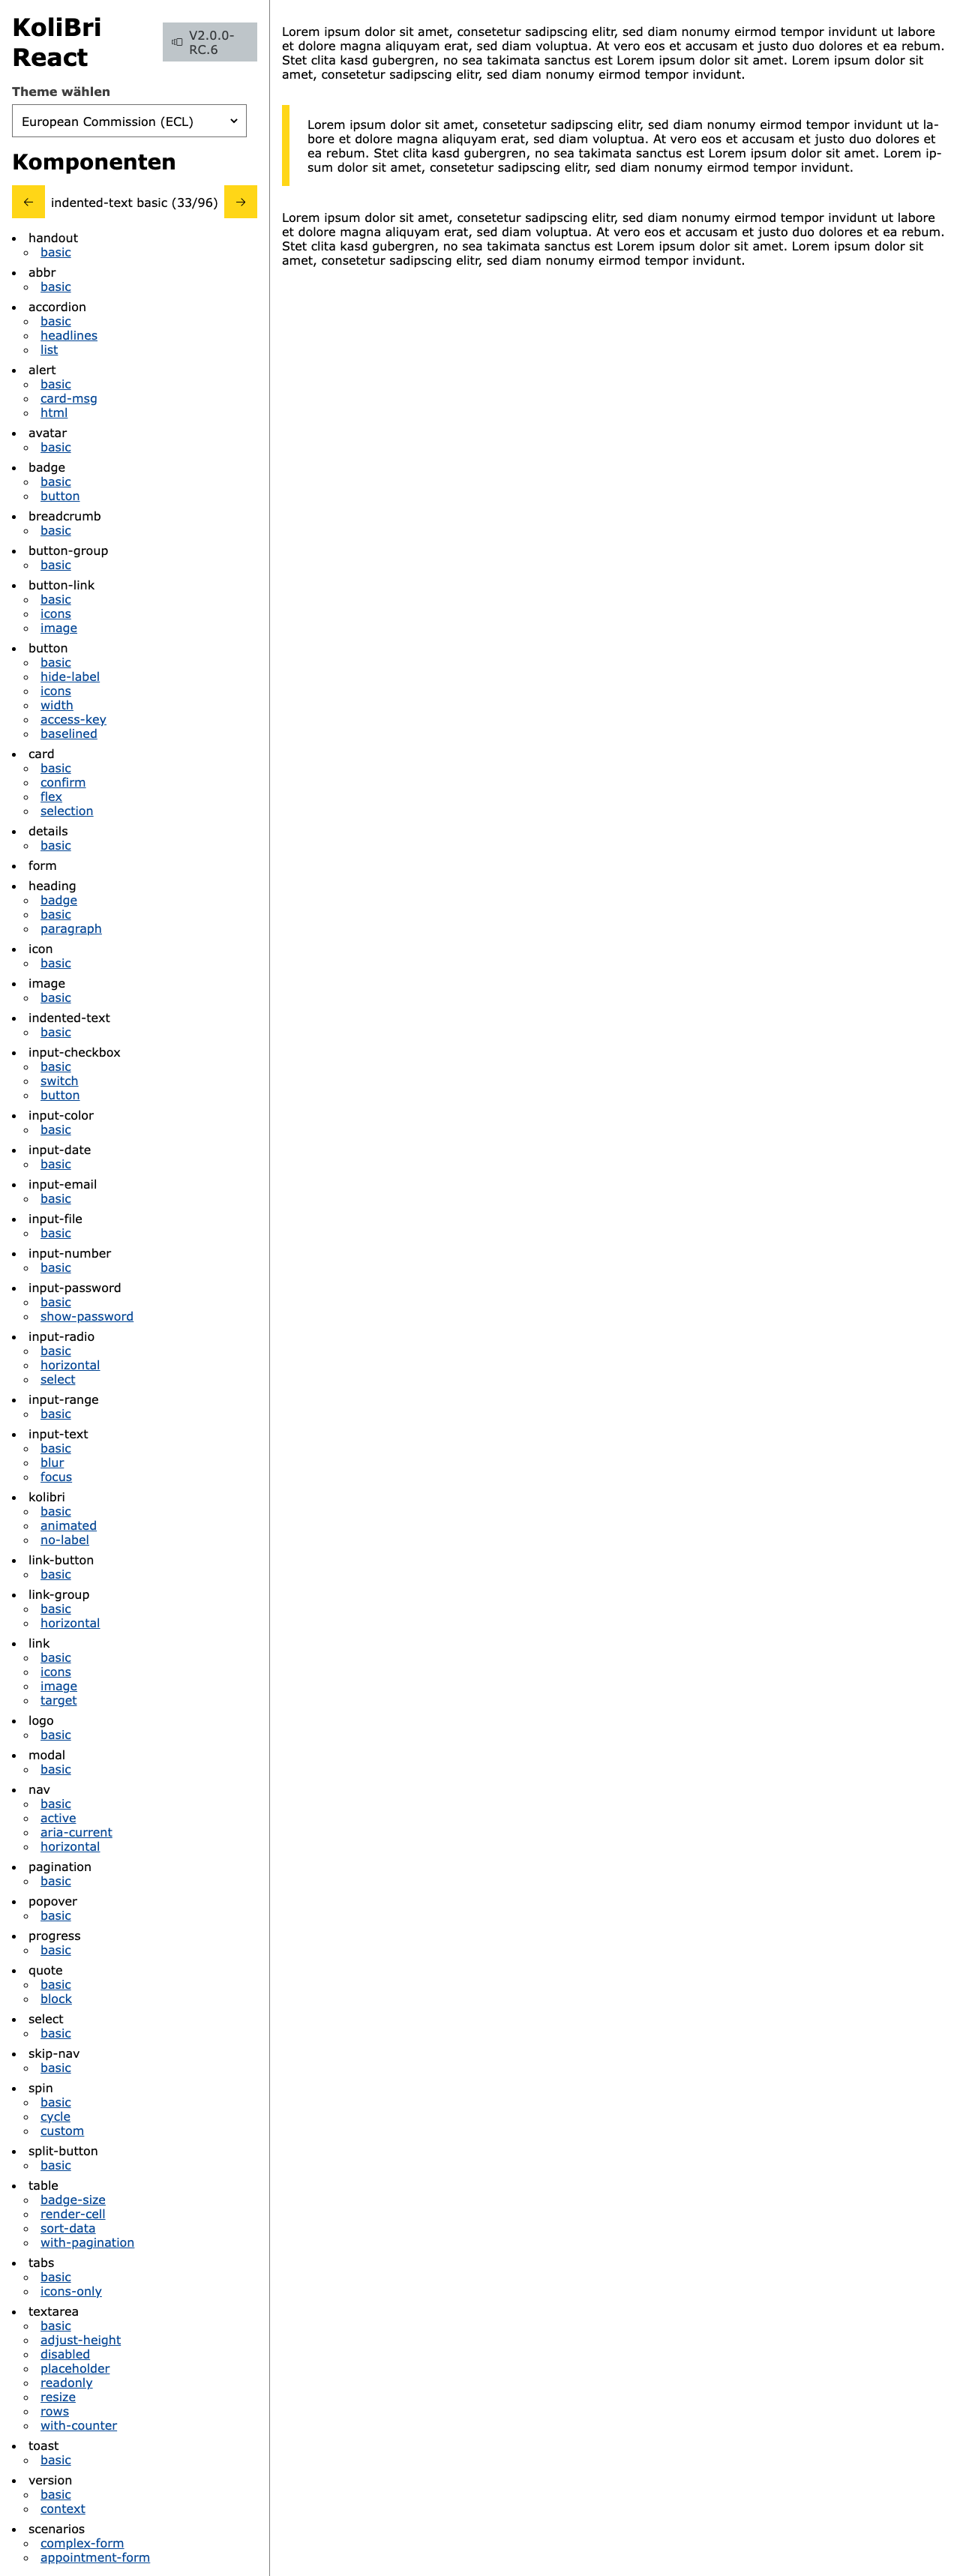 KoliBri
React
V2.0.0-
RC.6
Theme wählen
European Commission (ECL)
Komponenten
← indented-text basic (33/96) →
handout
basic
abbr
basic
accordion
basic
headlines
list
alert
basic
card-msg
html
avatar
basic
badge
basic
button
breadcrumb
basic
button-group
basic
button-link
basic
icons
image
button
basic
hide-label
icons
width
access-key
baselined
card
basic
confirm
flex
selection
details
basic
form
heading
badge
basic
paragraph
icon
basic
image
basic
indented-text
basic
input-checkbox
basic
switch
button
input-color
basic
input-date
basic
input-email
basic
input-file
basic
input-number
basic
input-password
basic
show-password
input-radio
basic
horizontal
select
input-range
basic
input-text
basic
blur
focus
kolibri
basic
animated
no-label
link-button
basic
link-group
basic
horizontal
link
basic
icons
image
target
logo
basic
modal
basic
nav
basic
active
aria-current
horizontal
pagination
basic
popover
basic
progress
basic
quote
basic
block
select
basic
skip-nav
basic
spin
basic
cycle
custom
split-button
basic
table
badge-size
render-cell
sort-data
with-pagination
tabs
basic
icons-only
textarea
basic
adjust-height
disabled
placeholder
readonly
resize
rows
with-counter
toast
basic
version
basic
context
scenarios
complex-form
appointment-form
Lorem ipsum dolor sit amet, consetetur sadipscing elitr, sed diam nonumy eirmod tempor invidunt ut labore
et dolore magna aliquyam erat, sed diam voluptua. At vero eos et accusam et justo duo dolores et ea rebum.
Stet clita kasd gubergren, no sea takimata sanctus est Lorem ipsum dolor sit amet. Lorem ipsum dolor sit
amet, consetetur sadipscing elitr, sed diam nonumy eirmod tempor invidunt.
Lorem ipsum dolor sit amet, consetetur sadipscing elitr, sed diam nonumy eirmod tempor invidunt ut la-
bore et dolore magna aliquyam erat, sed diam voluptua. At vero eos et accusam et justo duo dolores et
ea rebum. Stet clita kasd gubergren, no sea takimata sanctus est Lorem ipsum dolor sit amet. Lorem ip-
sum dolor sit amet, consetetur sadipscing elitr, sed diam nonumy eirmod tempor invidunt.
Lorem ipsum dolor sit amet, consetetur sadipscing elitr, sed diam nonumy eirmod tempor invidunt ut labore
et dolore magna aliquyam erat, sed diam voluptua. At vero eos et accusam et justo duo dolores et ea rebum.
Stet clita kasd gubergren, no sea takimata sanctus est Lorem ipsum dolor sit amet. Lorem ipsum dolor sit
amet, consetetur sadipscing elitr, sed diam nonumy eirmod tempor invidunt.